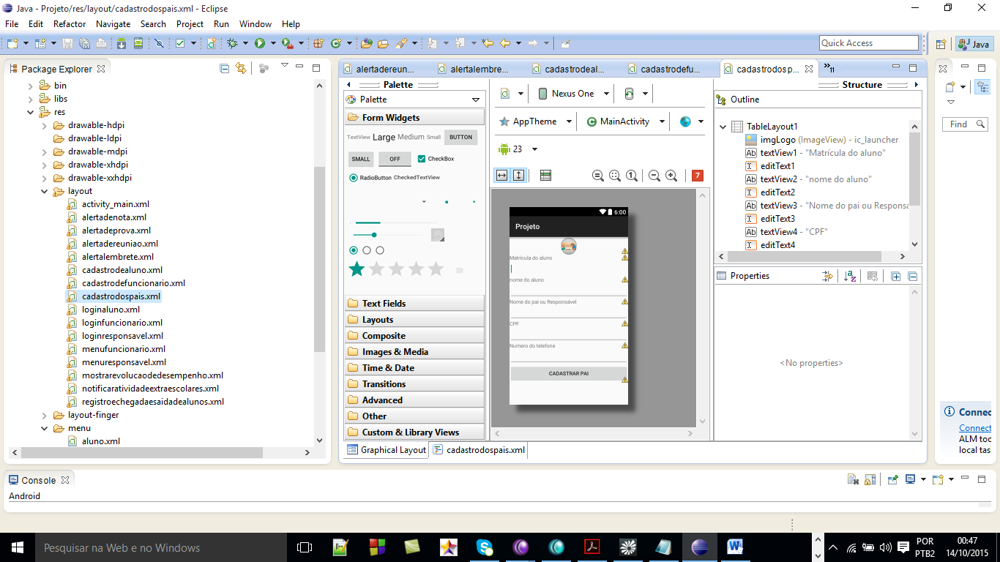 Java - Projeto/res/layout/cadastrodospais.xml - Eclipse
File Edit Refactor Navigate Search Project Run Window Help
Quick Access
Java
Package Explorer
bin
libs
res
drawable-hdpi
drawable-ldpi
drawable-mdpi
drawable-xhdpi
drawable-xxhdpi
layout
activity_main.xml
alertadenota.xml
alertadeprova.xml
alertadereuniao.xml
alertalembrete.xml
cadastrodealuno.xml
cadastrodefuncionario.xml
cadastrodospais.xml
loginaluno.xml
loginfuncionario.xml
loginresponsavel.xml
menufuncionario.xml
menuresponsavel.xml
mostrarevolucaodedesempenho.xml
notificaratividadeextraescolares.xml
registroechegadaesaidadealunos.xml
layout-finger
menu
aluno.xml
alertadereun...
alertalembre...
cadastrodeal...
cadastrodefu...
cadastrodosp...
»11
Palette
Palette
Form Widgets
TextView Large Medium Small BUTTON
SMALL OFF CheckBox
RadioButton CheckedTextView
Text Fields
Layouts
Composite
Images & Media
Time & Date
Transitions
Advanced
Other
Custom & Library Views
Graphical Layout
cadastrodospais.xml
Nexus One
AppTheme
MainActivity
23
1
7
6:00
Projeto
Matricula do aluno
nome do aluno
Nome do pai ou Responsável
CPF
Numero do telefone
CADASTRAR PAI
Structure
Outline
TableLayout1
imgLogo (ImageView) - ic_launcher
textView1 - "Matrícula do aluno"
editText1
textView2 - "nome do aluno"
editText2
textView3 - "Nome do pai ou Responsa
editText3
textView4 - "CPF"
editText4
Properties
<No properties>
Find
Connec
Connect
ALM too
local tas
Console
Android
Pesquisar na Web e no Windows
POR
PTB2
00:47
14/10/2015